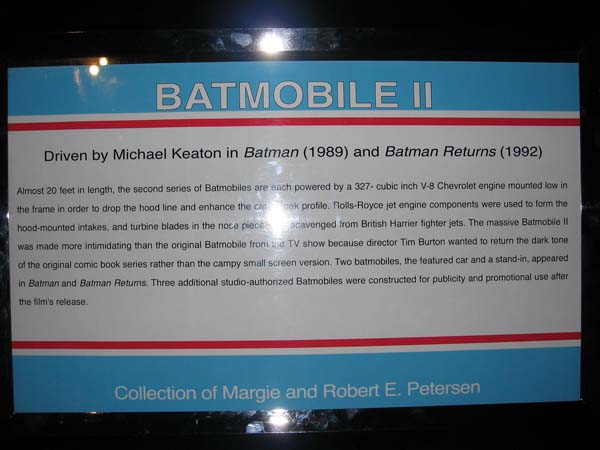 BATMOBILE II
Driven by Michael Keaton in Batman (1989) and Batman Returns (1992)
Almost 20 feet in length, the second series of Batmobiles are each powered by a 327- cubic inch V-8 Chevrolet engine mounted low in
the frame in order to drop the hood line and enhance the car's sleek profile. Rolls-Royce jet engine components were used to form the
hood-mounted intakes, and turbine blades in the nose piece scavenged from British Harrier fighter jets. The massive Batmobile II
was made more intimidating than the original Batmobile from the TV show because director Tim Burton wanted to return the dark tone
of the original comic book series rather than the campy small screen version. Two batmobiles, the featured car and a stand-in, appeared
in Batman and Batman Returns. Three additional studio-authorized Batmobiles were constructed for publicity and promotional use after
the film's release.
Collection of Margie and Robert E. Petersen